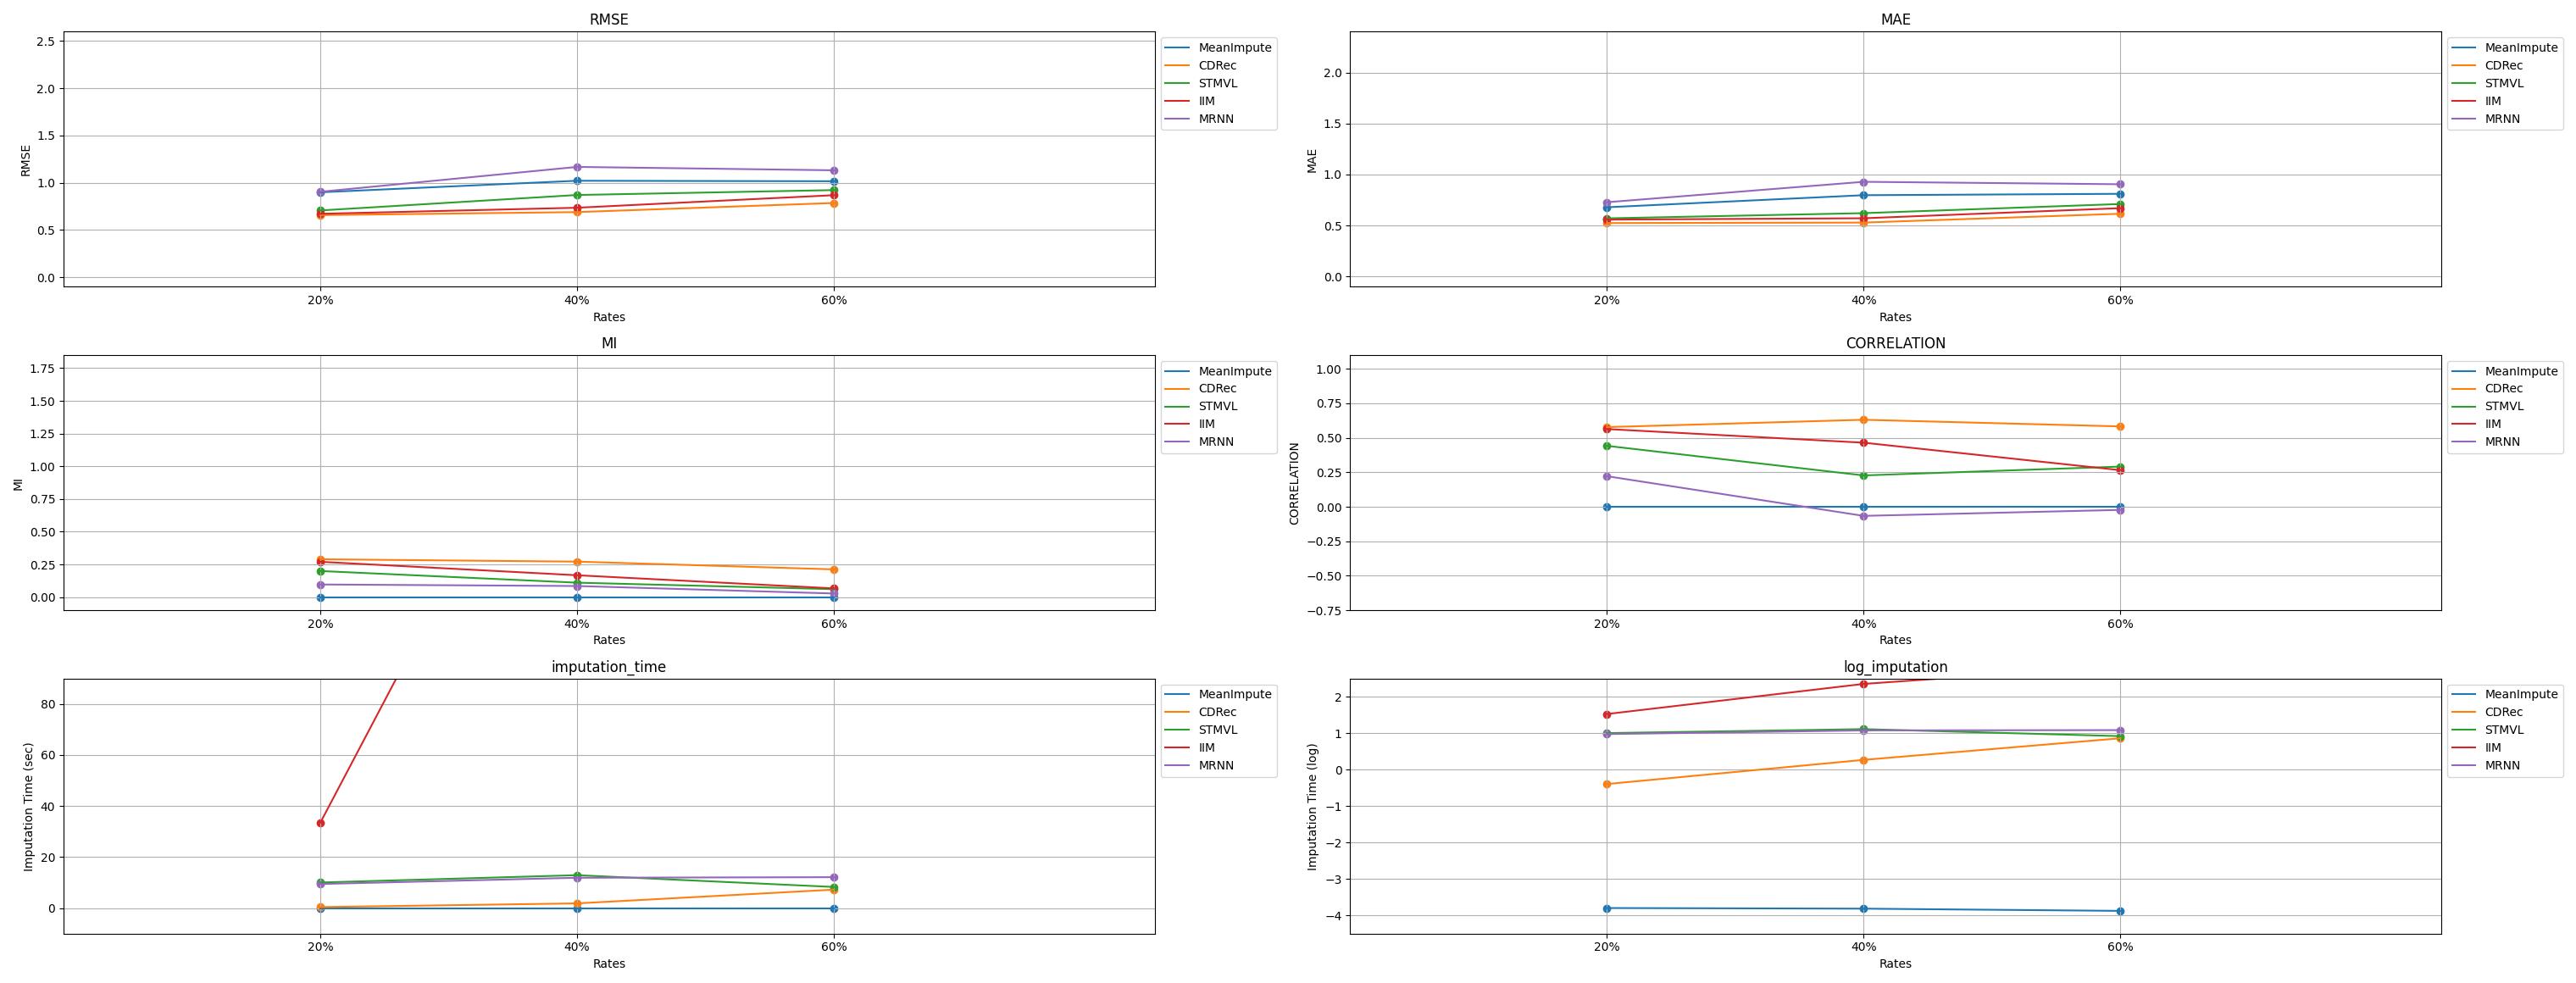 RMSE
2.5
2.0
1.5
1.0
0.5
0.0
RMSE
20% 40% 60%
Rates
MeanImpute
CDRec
STMVL
IIM
MRNN
MAE
2.0
1.5
1.0
0.5
0.0
MAE
20% 40% 60%
Rates
MeanImpute
CDRec
STMVL
IIM
MRNN
MI
1.75
1.50
1.25
1.00
0.75
0.50
0.25
0.00
MI
20% 40% 60%
Rates
MeanImpute
CDRec
STMVL
IIM
MRNN
CORRELATION
1.00
0.75
0.50
0.25
0.00
−0.25
−0.50
−0.75
CORRELATION
20% 40% 60%
Rates
MeanImpute
CDRec
STMVL
IIM
MRNN
imputation_time
80
60
40
20
0
Imputation Time (sec)
20% 40% 60%
Rates
MeanImpute
CDRec
STMVL
IIM
MRNN
log_imputation
2
1
0
−1
−2
−3
−4
Imputation Time (log)
20% 40% 60%
Rates
MeanImpute
CDRec
STMVL
IIM
MRNN